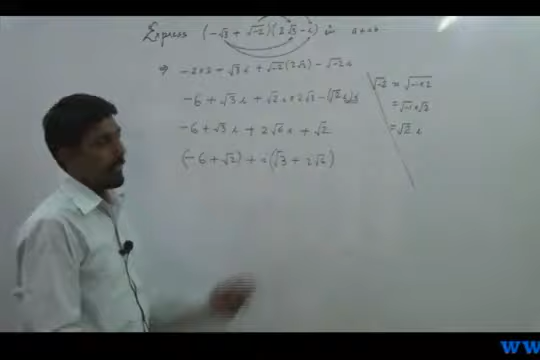 Express (-√3 + √-2)(2√3 - i) in a+ib
⇒ -2×3 + √3 i + √-2(2√3) - √-2 i
-6 + √3 i + √2 i×2√3 - (√2 i) i
-6 + √3 i + 2√6 i + √2
(-6 + √2) + i(√3 + 2√6)
√-2 = √-1×2
= √-1 × √2
= √2 i
ww